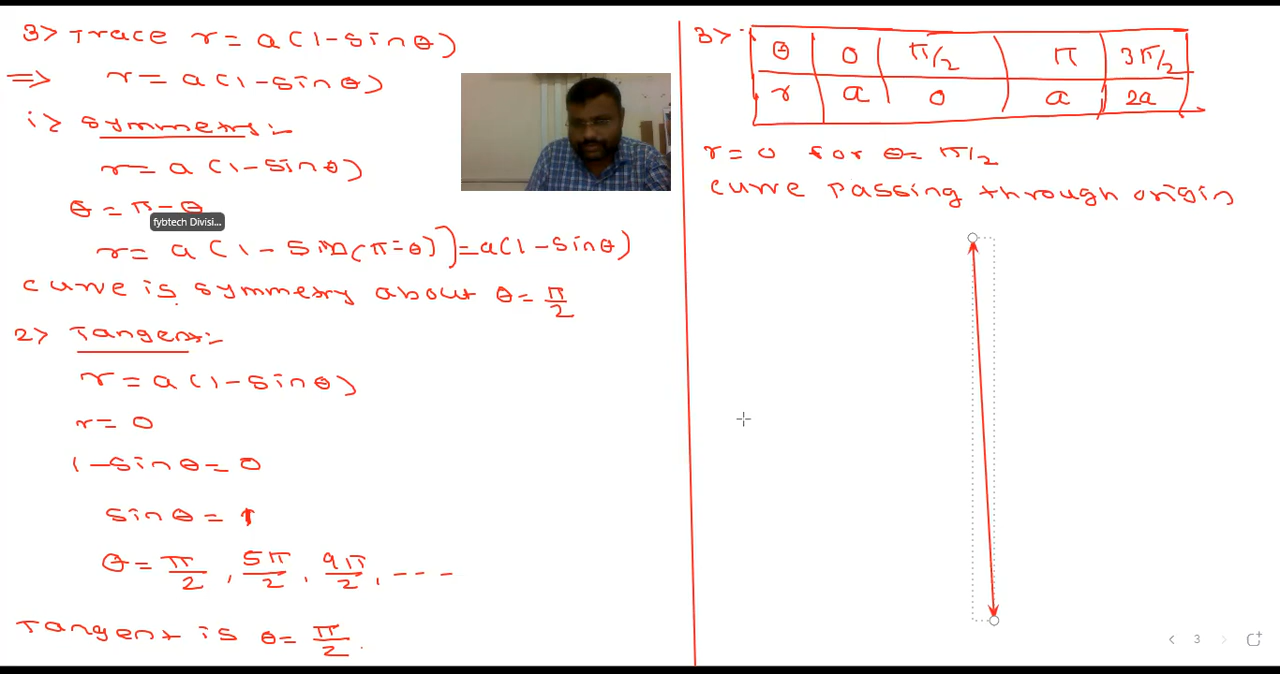 3> Trace r = a(1-sinθ)
=> r = a(1-sinθ)
i> symmetry:-
r = a(1-sinθ)
θ = π-θ
fybtech Divisi...
r = a(1-sin(π-θ)) = a(1-sinθ)
curve is symmetry about θ = π/2
2> Tangent:-
r = a(1-sinθ)
r = 0
1-sinθ = 0
sinθ = 1
θ = π/2, 5π/2, 9π/2, ----
Tangent is θ = π/2.
3> θ 0 π/2 π 3π/2
r a 0 a 2a
r = 0 for θ = π/2
curve passing through origin
< 3 >